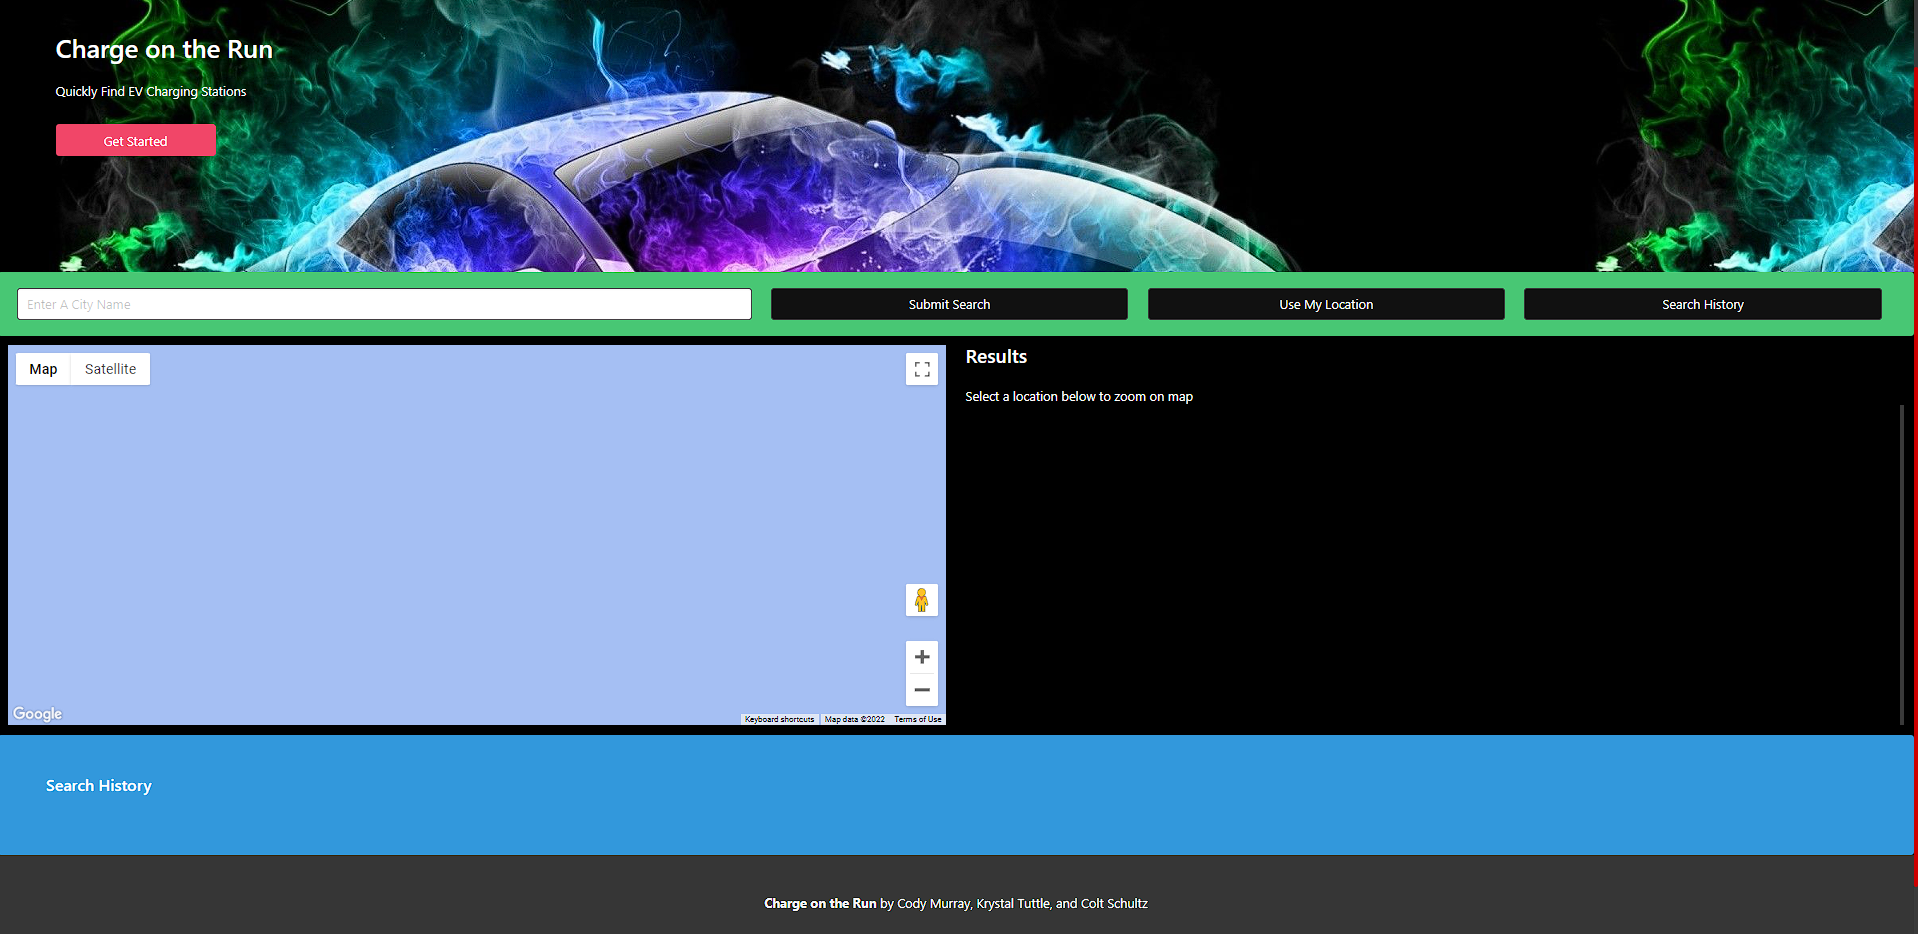 Charge on the Run
Quickly Find EV Charging Stations
Get Started
Enter A City Name
Submit Search
Use My Location
Search History
Map
Satellite
Google
Keyboard shortcuts
Map data ©2022
Terms of Use
Results
Select a location below to zoom on map
Search History
Charge on the Run by Cody Murray, Krystal Tuttle, and Colt Schultz